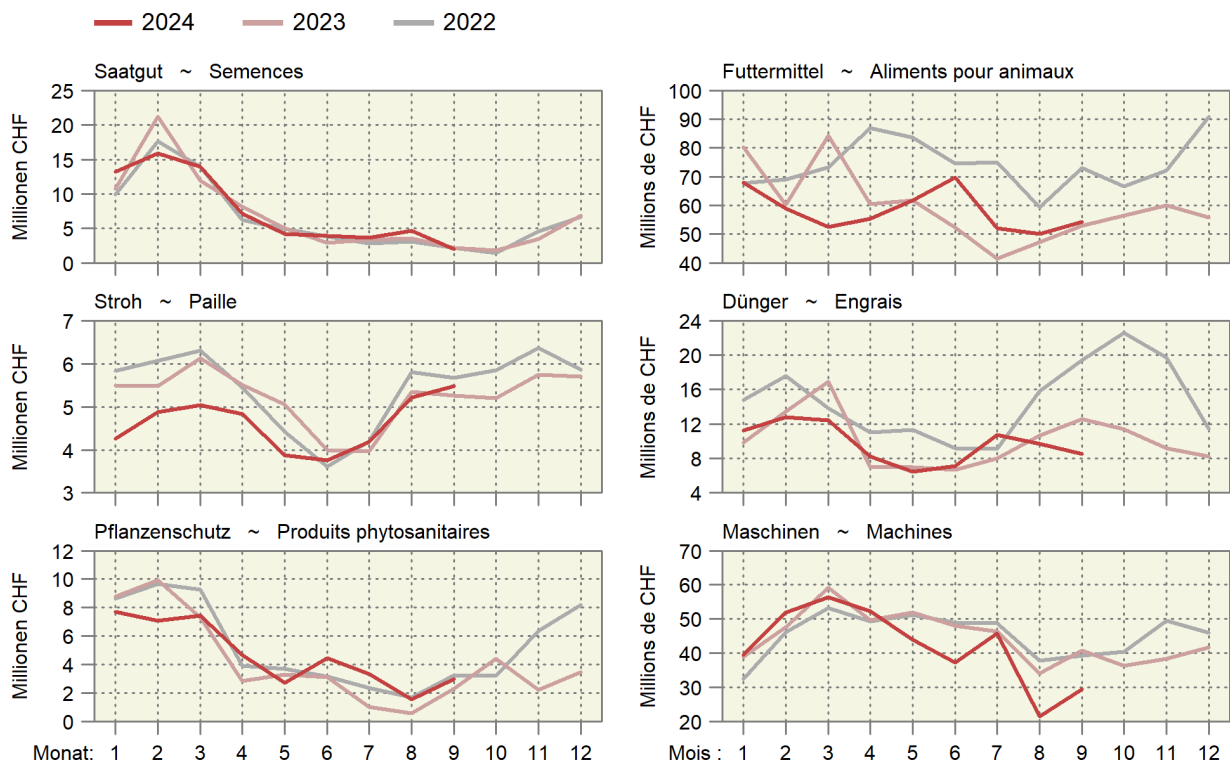 2024 2023 2022
Saatgut ~ Semences
Millionen CHF
25
20
15
10
5
0
Futtermittel ~ Aliments pour animaux
Millions de CHF
100
90
80
70
60
50
40
Stroh ~ Paille
Millionen CHF
7
6
5
4
3
Dünger ~ Engrais
Millions de CHF
24
20
16
12
8
4
Pflanzenschutz ~ Produits phytosanitaires
Millionen CHF
12
10
8
6
4
2
0
Monat: 1 2 3 4 5 6 7 8 9 10 11 12
Maschinen ~ Machines
Millions de CHF
70
60
50
40
30
20
Mois : 1 2 3 4 5 6 7 8 9 10 11 12